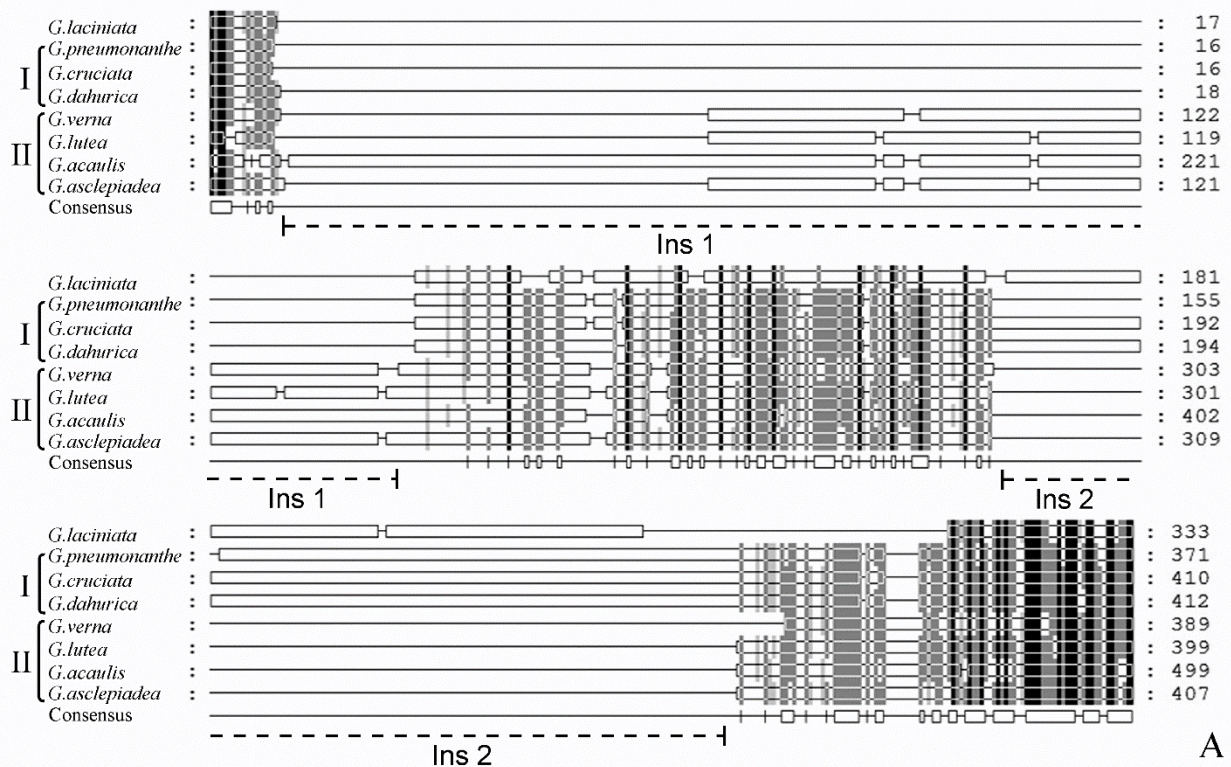 G.laciniata : : 17
I G.pneumonanthe : : 16
G.cruciata : : 16
G.dahurica : : 18
II G.verna : : 122
G.lutea : : 119
G.acaulis : : 221
G.asclepiadea : : 121
Consensus
Ins 1
G.laciniata : : 181
I G.pneumonanthe : : 155
G.cruciata : : 192
G.dahurica : : 194
II G.verna : : 303
G.lutea : : 301
G.acaulis : : 402
G.asclepiadea : : 309
Consensus
Ins 1 Ins 2
G.laciniata : : 333
I G.pneumonanthe : : 371
G.cruciata : : 410
G.dahurica : : 412
II G.verna : : 389
G.lutea : : 399
G.acaulis : : 499
G.asclepiadea : : 407
Consensus
Ins 2
A